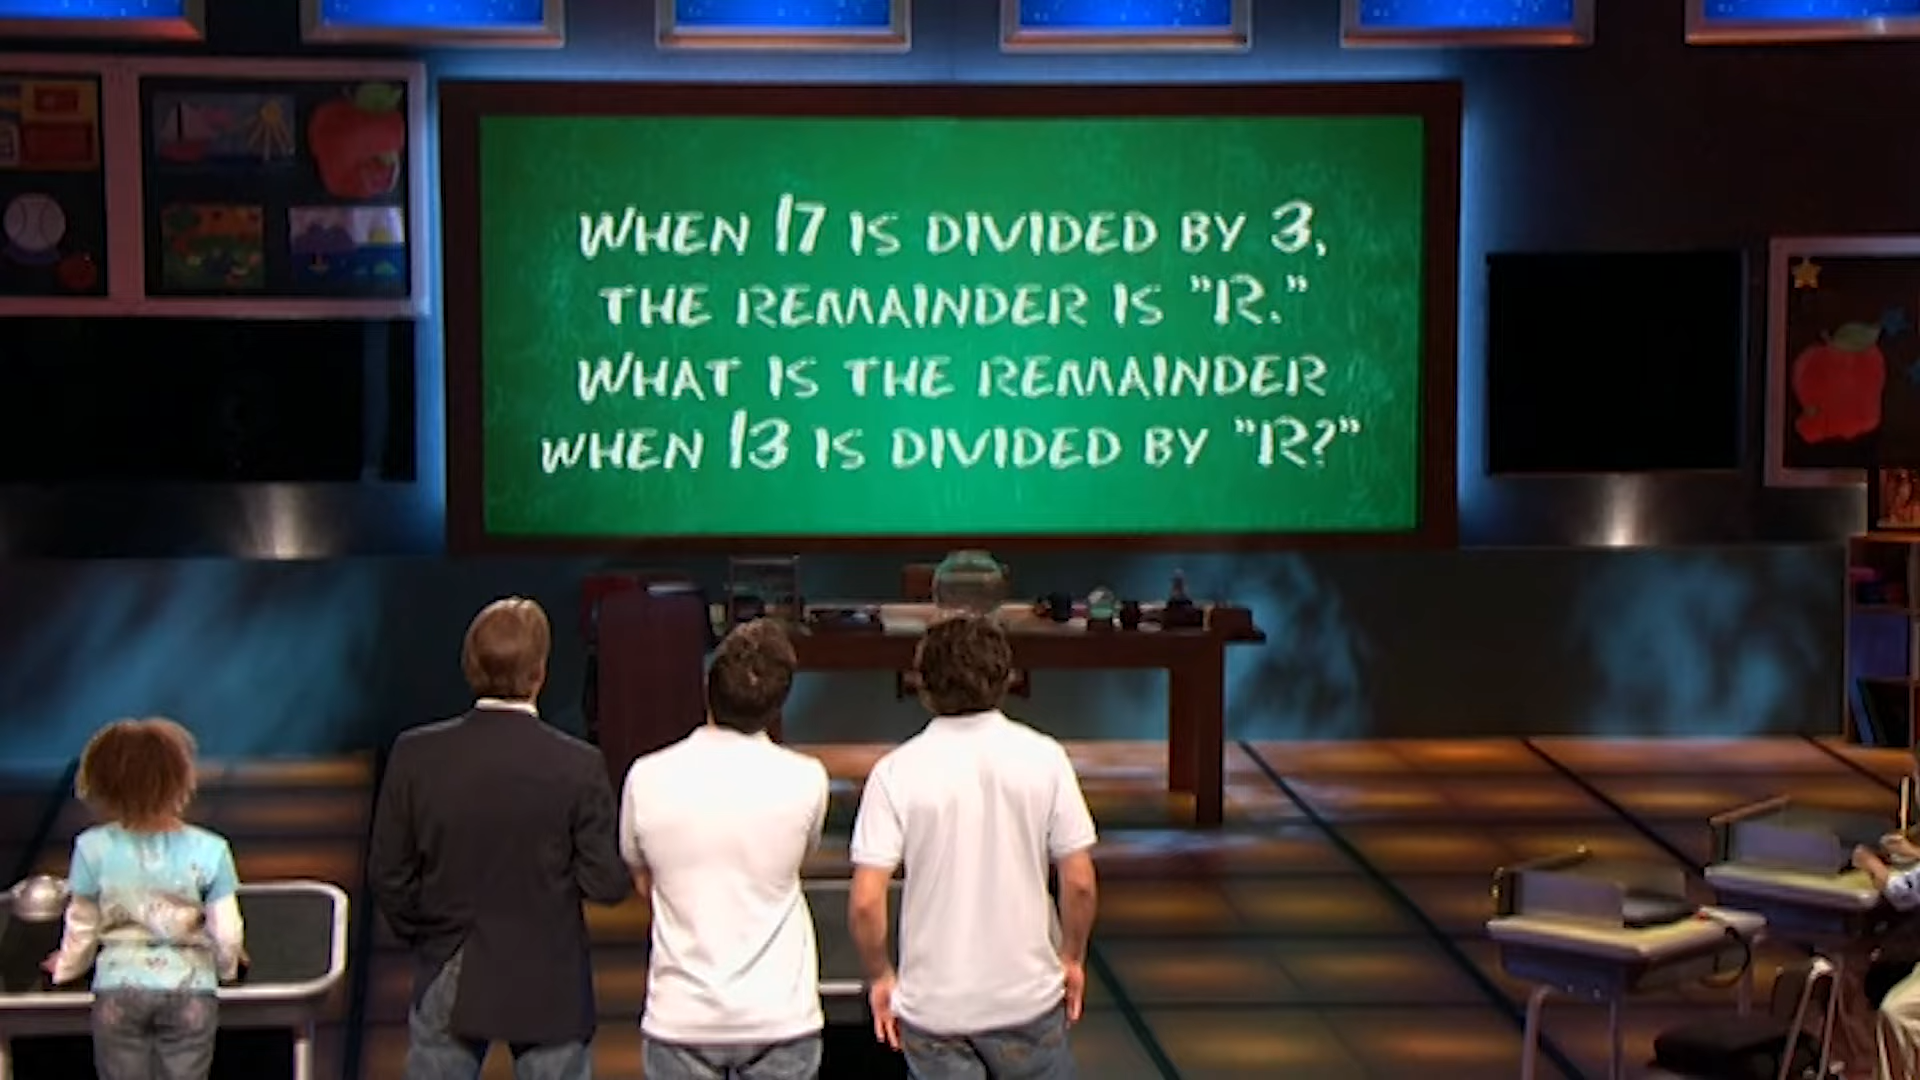 WHEN 17 IS DIVIDED BY 3,
THE REMAINDER IS "R."
WHAT IS THE REMAINDER
WHEN 13 IS DIVIDED BY "R?"